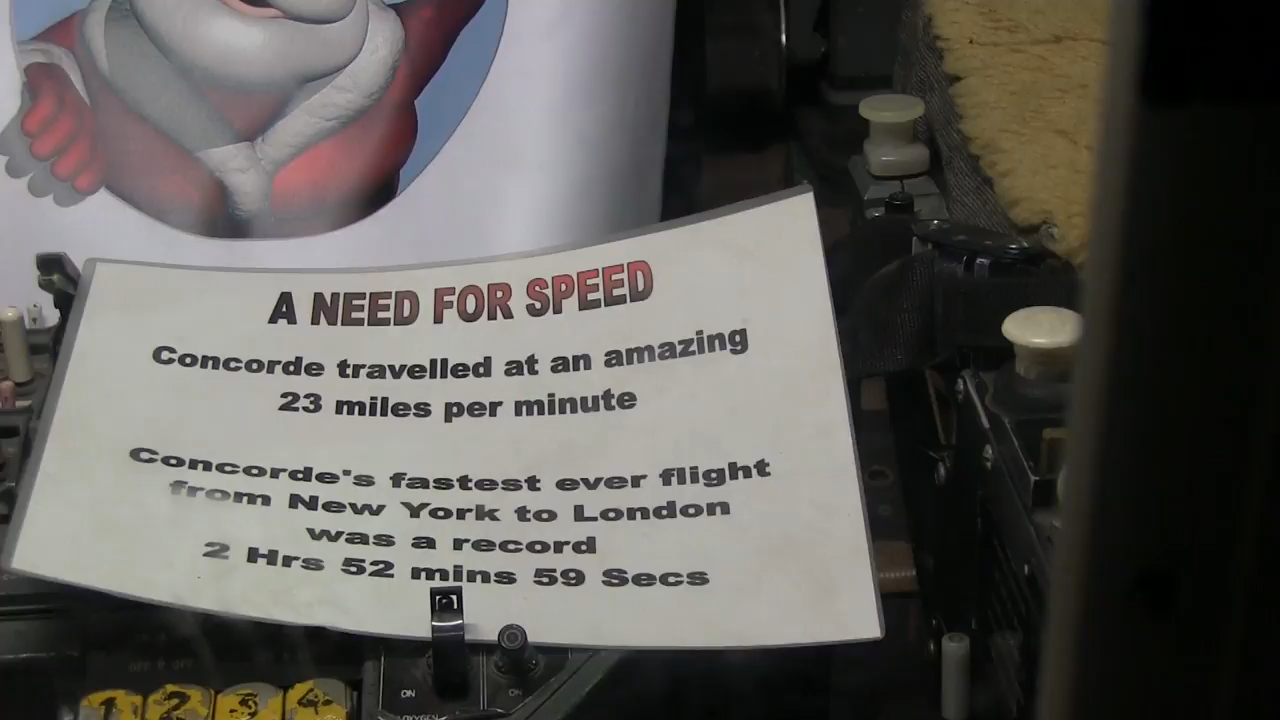 A NEED FOR SPEED
Concorde travelled at an amazing
23 miles per minute
Concorde's fastest ever flight
from New York to London
was a record
2 Hrs 52 mins 59 Secs
ON
ON
OXYGEN
1 2 3 4